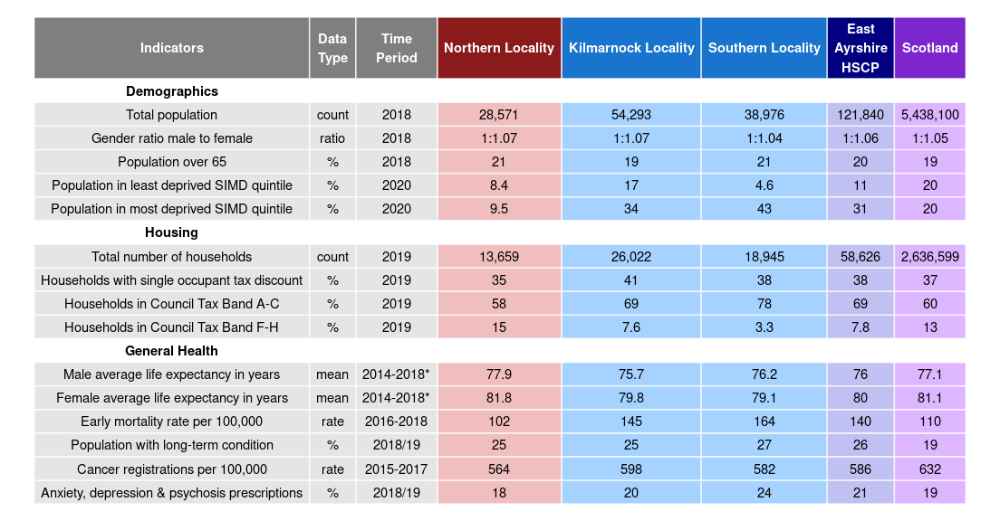 Indicators Data Type Time Period Northern Locality Kilmarnock Locality Southern Locality East Ayrshire HSCP Scotland
Demographics
Total population count 2018 28,571 54,293 38,976 121,840 5,438,100
Gender ratio male to female ratio 2018 1:1.07 1:1.07 1:1.04 1:1.06 1:1.05
Population over 65 % 2018 21 19 21 20 19
Population in least deprived SIMD quintile % 2020 8.4 17 4.6 11 20
Population in most deprived SIMD quintile % 2020 9.5 34 43 31 20
Housing
Total number of households count 2019 13,659 26,022 18,945 58,626 2,636,599
Households with single occupant tax discount % 2019 35 41 38 38 37
Households in Council Tax Band A-C % 2019 58 69 78 69 60
Households in Council Tax Band F-H % 2019 15 7.6 3.3 7.8 13
General Health
Male average life expectancy in years mean 2014-2018* 77.9 75.7 76.2 76 77.1
Female average life expectancy in years mean 2014-2018* 81.8 79.8 79.1 80 81.1
Early mortality rate per 100,000 rate 2016-2018 102 145 164 140 110
Population with long-term condition % 2018/19 25 25 27 26 19
Cancer registrations per 100,000 rate 2015-2017 564 598 582 586 632
Anxiety, depression & psychosis prescriptions % 2018/19 18 20 24 21 19